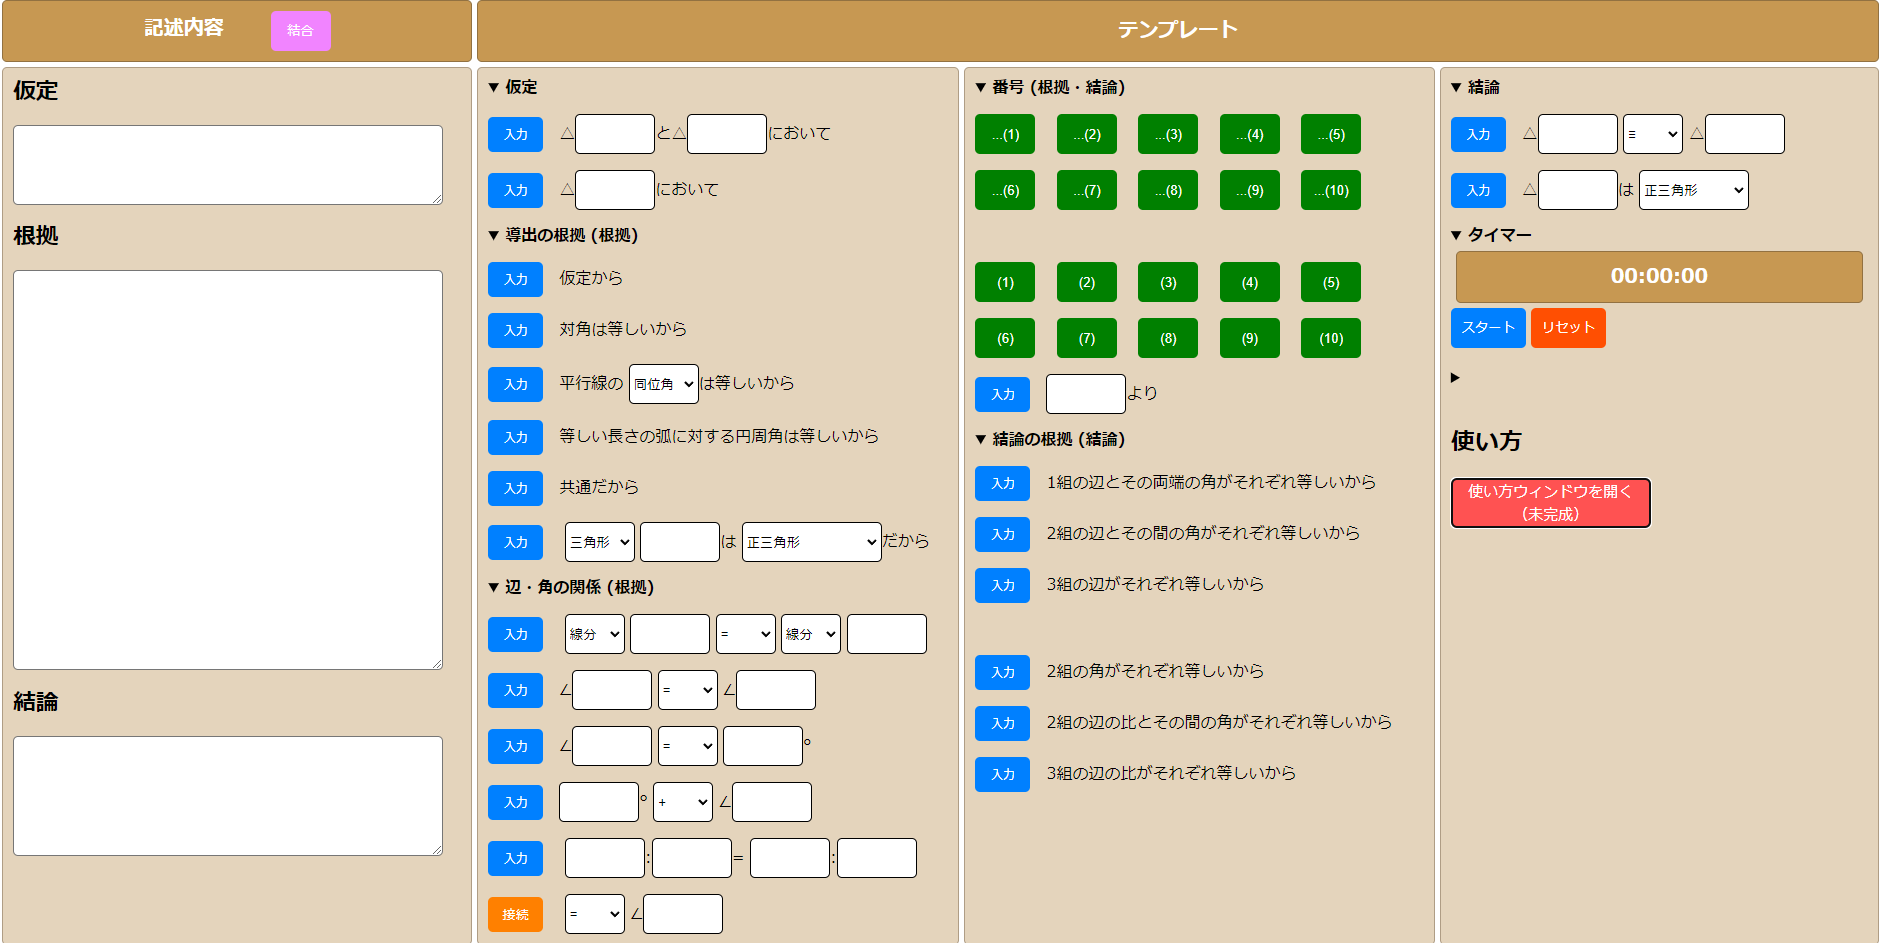 記述内容 結合
テンプレート
仮定
根拠
結論
▼ 仮定
入力 △ と△ において
入力 △ において
▼ 導出の根拠 (根拠)
入力 仮定から
入力 対角は等しいから
入力 平行線の 同位角 は等しいから
入力 等しい長さの弧に対する円周角は等しいから
入力 共通だから
入力 三角形 は 正三角形 だから
▼ 辺・角の関係 (根拠)
入力 線分 = 線分
入力 ∠ = ∠
入力 ∠ = °
入力 ° + ∠
入力 : = :
接続 = ∠
▼ 番号 (根拠・結論)
...(1) ...(2) ...(3) ...(4) ...(5)
...(6) ...(7) ...(8) ...(9) ...(10)
(1) (2) (3) (4) (5)
(6) (7) (8) (9) (10)
入力 より
▼ 結論の根拠 (結論)
入力 1組の辺とその両端の角がそれぞれ等しいから
入力 2組の辺とその間の角がそれぞれ等しいから
入力 3組の辺がそれぞれ等しいから
入力 2組の角がそれぞれ等しいから
入力 2組の辺の比とその間の角がそれぞれ等しいから
入力 3組の辺の比がそれぞれ等しいから
▼ 結論
入力 △ ≡ △
入力 △ は 正三角形
▼ タイマー
00:00:00
スタート リセット
▶
使い方
使い方ウィンドウを開く
(未完成)